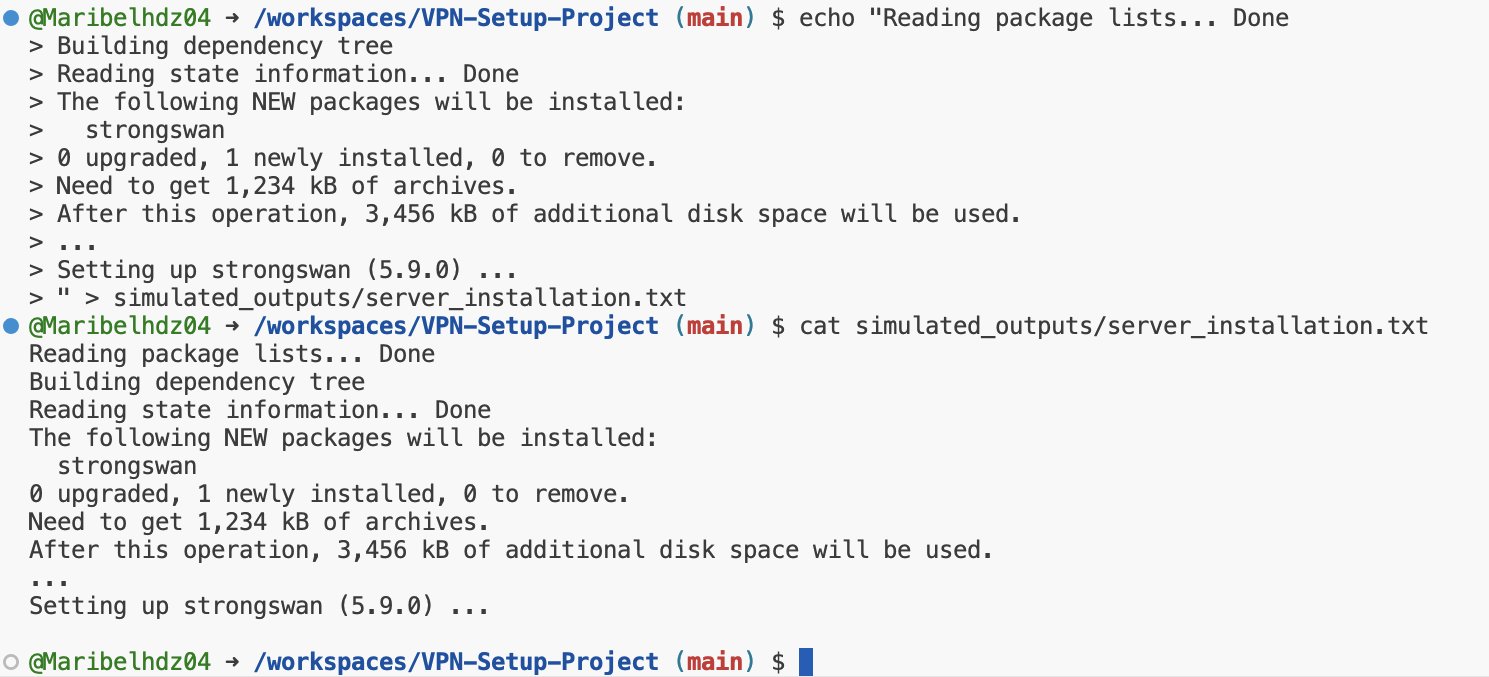 @Maribelhdz04 → /workspaces/VPN-Setup-Project (main) $ echo "Reading package lists... Done
> Building dependency tree
> Reading state information... Done
> The following NEW packages will be installed:
>   strongswan
> 0 upgraded, 1 newly installed, 0 to remove.
> Need to get 1,234 kB of archives.
> After this operation, 3,456 kB of additional disk space will be used.
> ...
> Setting up strongswan (5.9.0) ...
> " > simulated_outputs/server_installation.txt
@Maribelhdz04 → /workspaces/VPN-Setup-Project (main) $ cat simulated_outputs/server_installation.txt
Reading package lists... Done
Building dependency tree
Reading state information... Done
The following NEW packages will be installed:
  strongswan
0 upgraded, 1 newly installed, 0 to remove.
Need to get 1,234 kB of archives.
After this operation, 3,456 kB of additional disk space will be used.
...
Setting up strongswan (5.9.0) ...
@Maribelhdz04 → /workspaces/VPN-Setup-Project (main) $